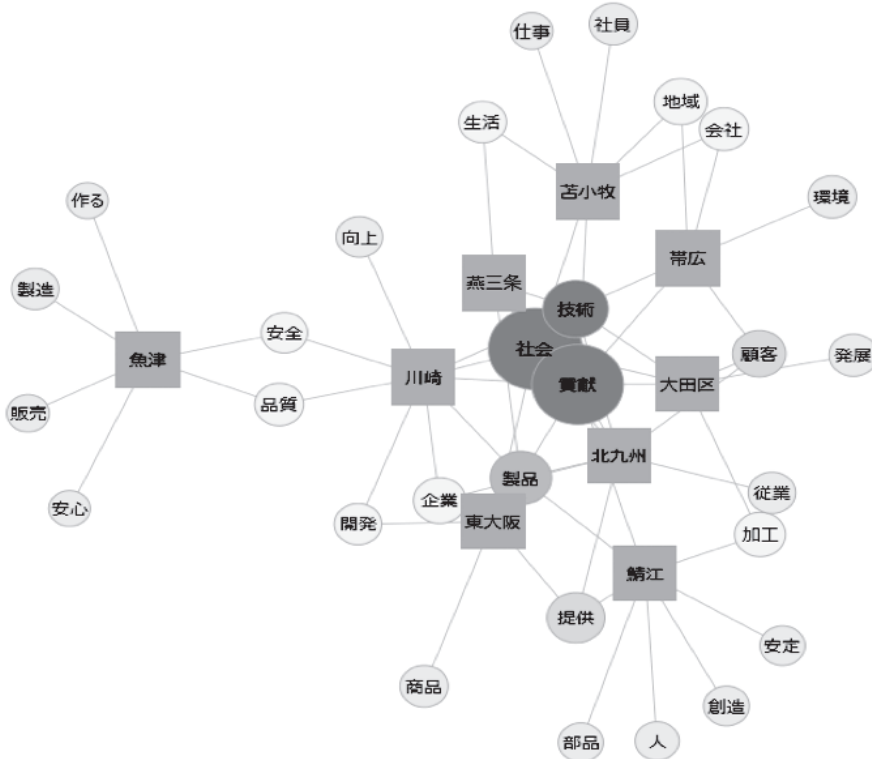 仕事
社員
生活
地域
会社
苫小牧
作る
環境
向上
帯広
製造
燕三条
技術
安全
社会
魚津
顧客
発展
川崎
貢献
大田区
品質
販売
北九州
製品
従業
企業
安心
開発
東大阪
加工
鯖江
提供
安定
商品
創造
部品
人